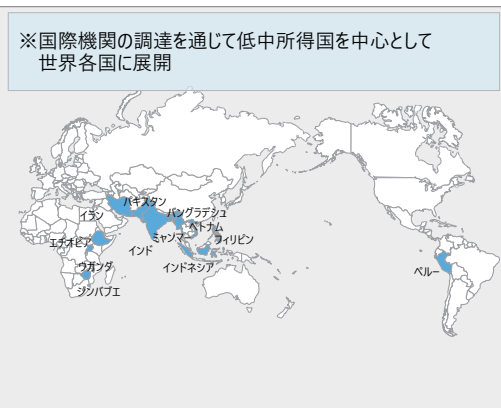 ※国際機関の調達を通じて低中所得国を中心として
世界各国に展開
パキスタン
イラン
バングラデシュ
ベトナム
エチオピア
ミャンマー
フィリピン
インド
ウガンダ
インドネシア
ペルー
ジンバブエ